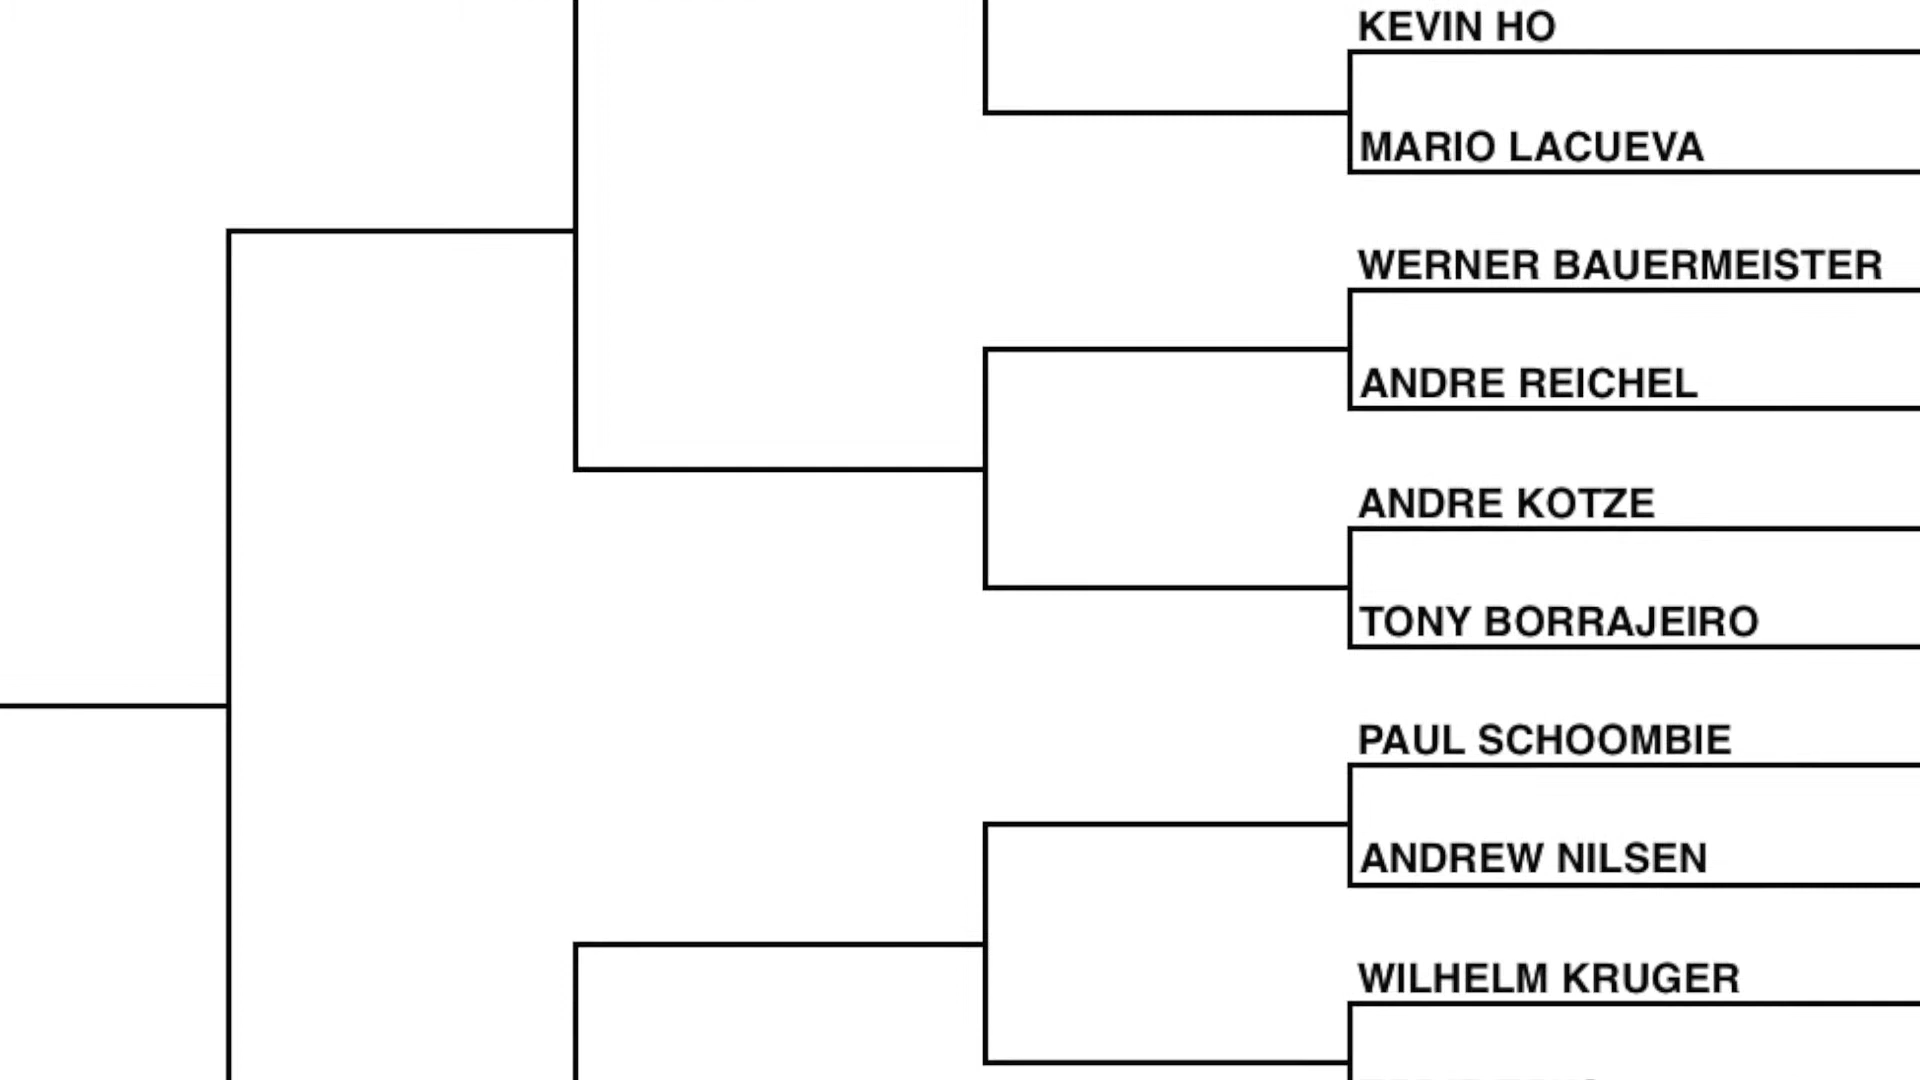 KEVIN HO
MARIO LACUEVA
WERNER BAUERMEISTER
ANDRE REICHEL
ANDRE KOTZE
TONY BORRAJEIRO
PAUL SCHOOMBIE
ANDREW NILSEN
WILHELM KRUGER